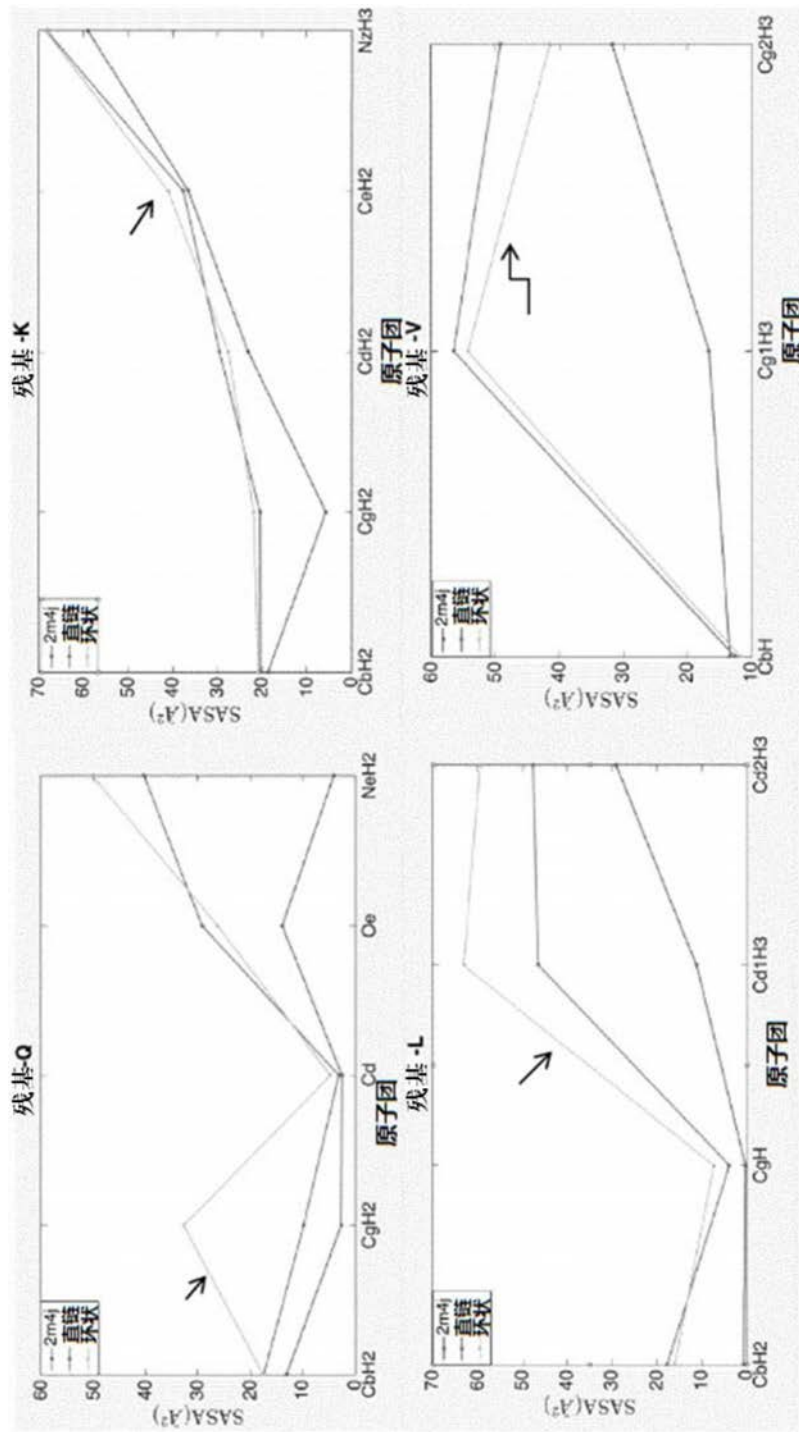 残基-Q
SASA(Å²)
60
50
40
30
20
10
0
2m4j
直链
环状
CbH2
CgH2
Cd
Oe
NeH2
原子团
残基-K
SASA(Å²)
70
60
50
40
30
20
10
0
2m4j
直链
环状
CbH2
CgH2
CdH2
CeH2
NzH3
原子团
残基-L
SASA(Å²)
70
60
50
40
30
20
10
0
2m4j
直链
环状
CbH2
CgH
Cd1H3
Cd2H3
原子团
残基-V
SASA(Å²)
60
50
40
30
20
10
2m4j
直链
环状
CbH
Cg1H3
Cg2H3
原子团